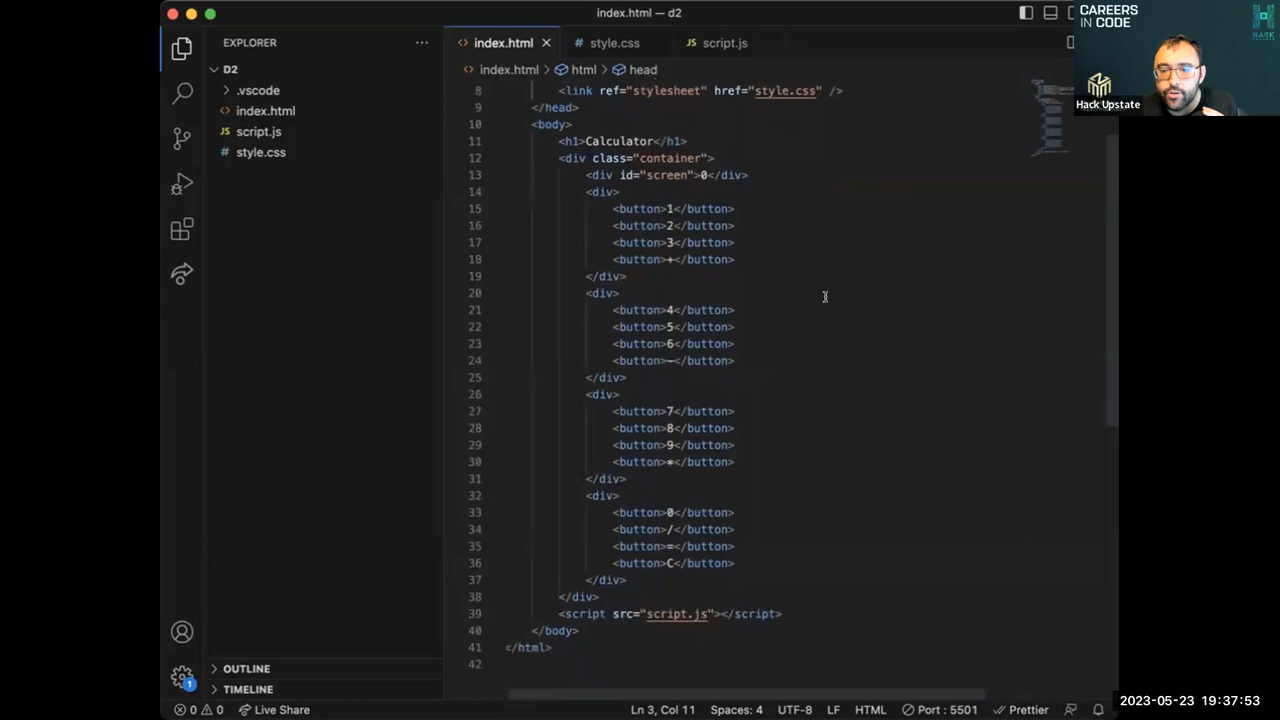 index.html — d2
CAREERS
IN CODE
HACK
UPSTATE
Hack Upstate
EXPLORER
D2
.vscode
index.html
JS script.js
style.css
OUTLINE
TIMELINE
index.html
style.css
JS script.js
index.html > html > head
8 <link ref="stylesheet" href="style.css" />
9 </head>
10 <body>
11 <h1>Calculator</h1>
12 <div class="container">
13 <div id="screen">0</div>
14 <div>
15 <button>1</button>
16 <button>2</button>
17 <button>3</button>
18 <button>+</button>
19 </div>
20 <div>
21 <button>4</button>
22 <button>5</button>
23 <button>6</button>
24 <button>-</button>
25 </div>
26 <div>
27 <button>7</button>
28 <button>8</button>
29 <button>9</button>
30 <button>*</button>
31 </div>
32 <div>
33 <button>0</button>
34 <button>/</button>
35 <button>=</button>
36 <button>C</button>
37 </div>
38 </div>
39 <script src="script.js"></script>
40 </body>
41 </html>
42
1
0 0 Live Share
Ln 3, Col 11 Spaces: 4 UTF-8 LF HTML Port : 5501 Prettier
2023-05-23 19:37:53